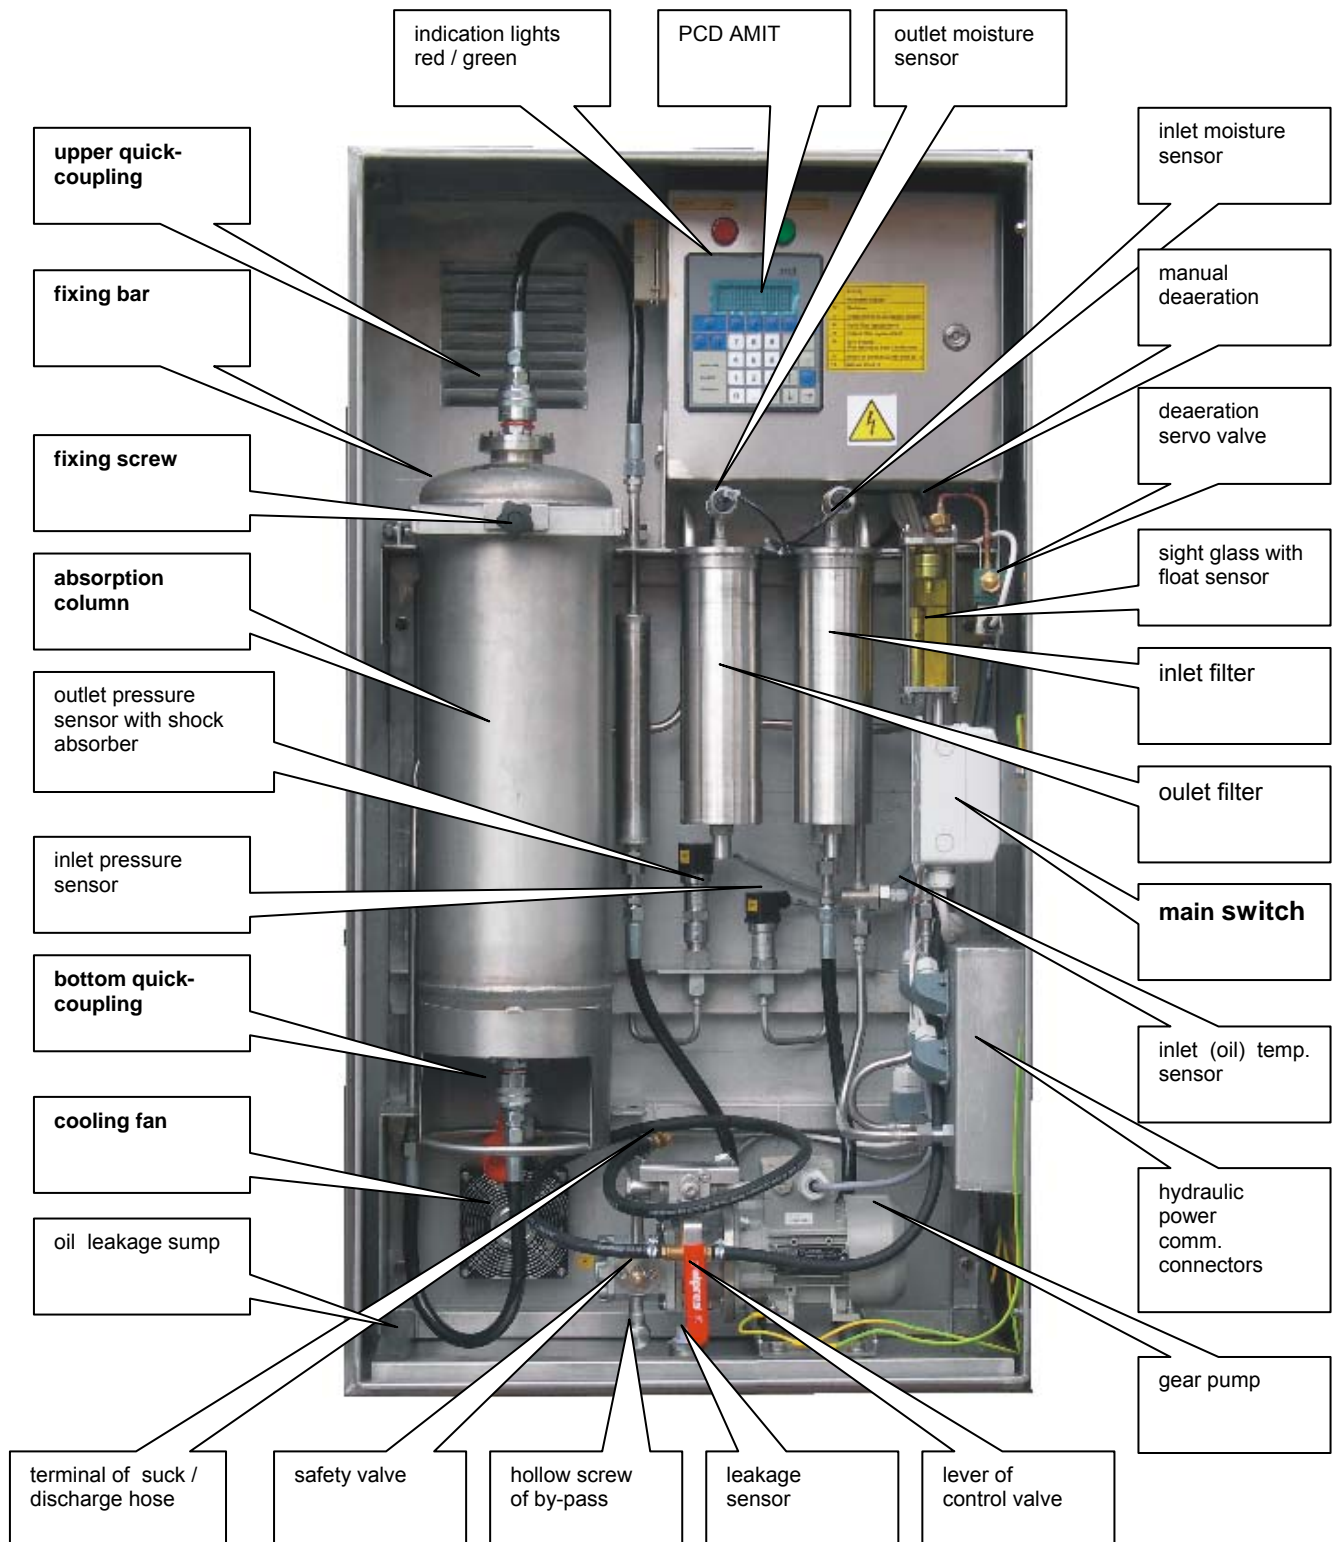 indication lights
red / green
PCD AMIT
outlet moisture
sensor
upper quick-
coupling
inlet moisture
sensor
fixing bar
manual
deaeration
fixing screw
deaeration
servo valve
absorption
column
sight glass with
float sensor
outlet pressure
sensor with shock
absorber
inlet filter
oulet filter
inlet pressure
sensor
main switch
bottom quick-
coupling
inlet (oil) temp.
sensor
cooling fan
hydraulic
power
comm.
connectors
oil leakage sump
gear pump
terminal of suck /
discharge hose
safety valve
hollow screw
of by-pass
leakage
sensor
lever of
control valve